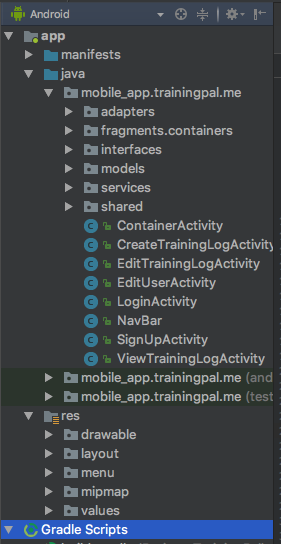 Android
app
manifests
java
mobile_app.trainingpal.me
adapters
fragments.containers
interfaces
models
services
shared
ContainerActivity
CreateTrainingLogActivity
EditTrainingLogActivity
EditUserActivity
LoginActivity
NavBar
SignUpActivity
ViewTrainingLogActivity
mobile_app.trainingpal.me (and
mobile_app.trainingpal.me (test
res
drawable
layout
menu
mipmap
values
Gradle Scripts